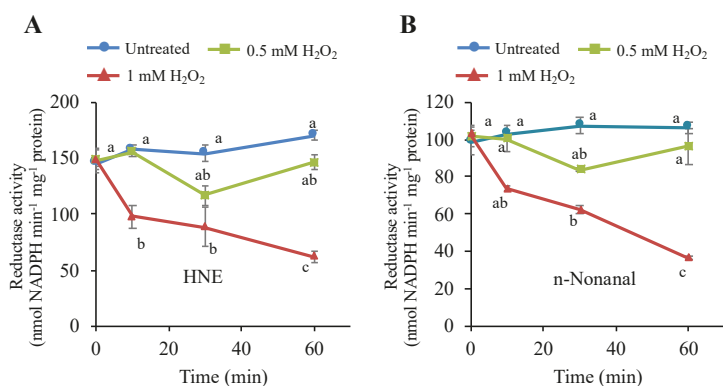 A
Untreated
0.5 mM H₂O₂
1 mM H₂O₂
Reductase activity
(nmol NADPH min⁻¹ mg⁻¹ protein)
200
150
100
50
0
a
a
a
a
ab
ab
b
b
c
HNE
0
20
40
60
Time (min)
B
Untreated
0.5 mM H₂O₂
1 mM H₂O₂
Reductase activity
(nmol NADPH min⁻¹ mg⁻¹ protein)
120
100
80
60
40
20
0
a
a
a
a
a
ab
a
ab
b
c
n-Nonanal
0
20
40
60
Time (min)